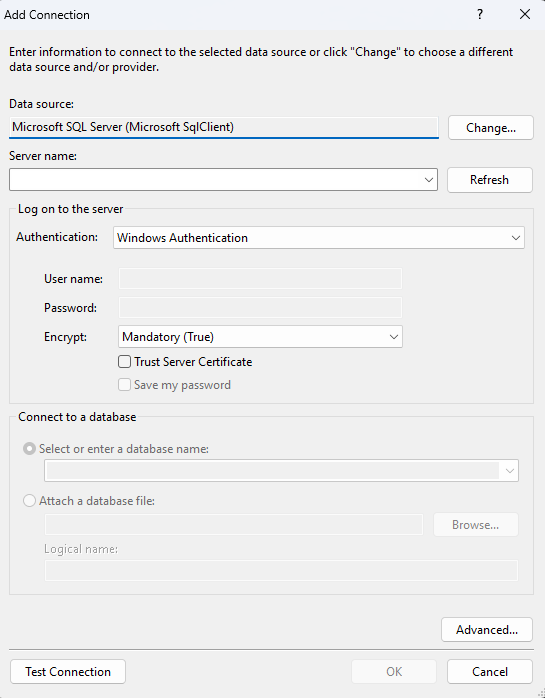 Add Connection ?
Enter information to connect to the selected data source or click "Change" to choose a different
data source and/or provider.
Data source:
Microsoft SQL Server (Microsoft SqlClient) Change...
Server name:
Refresh
Log on to the server
Authentication: Windows Authentication
User name:
Password:
Encrypt: Mandatory (True)
Trust Server Certificate
Save my password
Connect to a database
Select or enter a database name:
Attach a database file:
Browse...
Logical name:
Advanced...
Test Connection OK Cancel